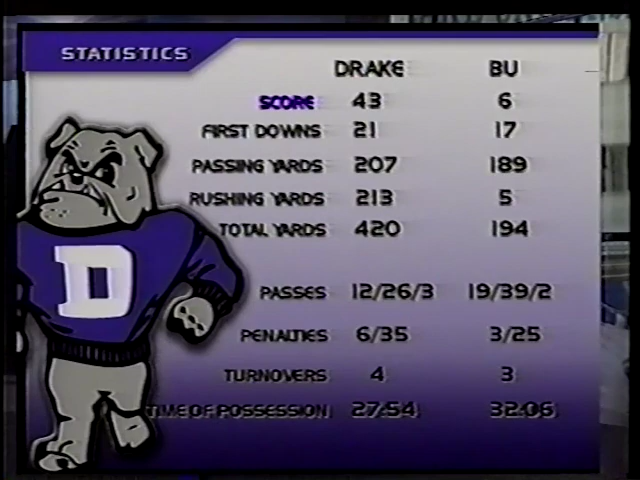 STATISTICS
DRAKE BU
SCORE 43 6
FIRST DOWNS 21 17
PASSING YARDS 207 189
RUSHING YARDS 213 5
TOTAL YARDS 420 194
D
PASSES 12/26/3 19/39/2
PENALTIES 6/35 3/25
TURNOVERS 4 3
TIME OF POSSESSION 27:54 32:06